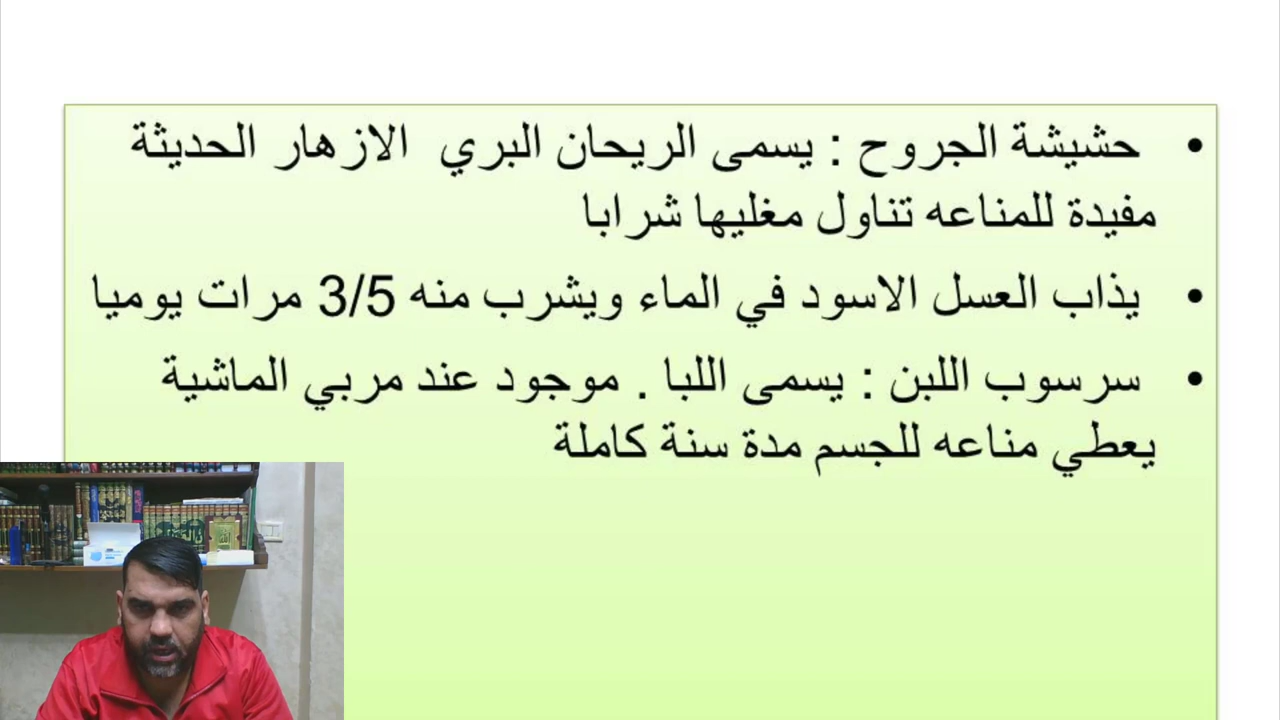 • حشيشة الجروح : يسمى الريحان البري الازهار الحديثة
مفيدة للمناعه تناول مغليها شرابا
• يذاب العسل الاسود في الماء ويشرب منه 3/5 مرات يوميا
• سرسوب اللبن : يسمى اللبا . موجود عند مربي الماشية
يعطي مناعه للجسم مدة سنة كاملة